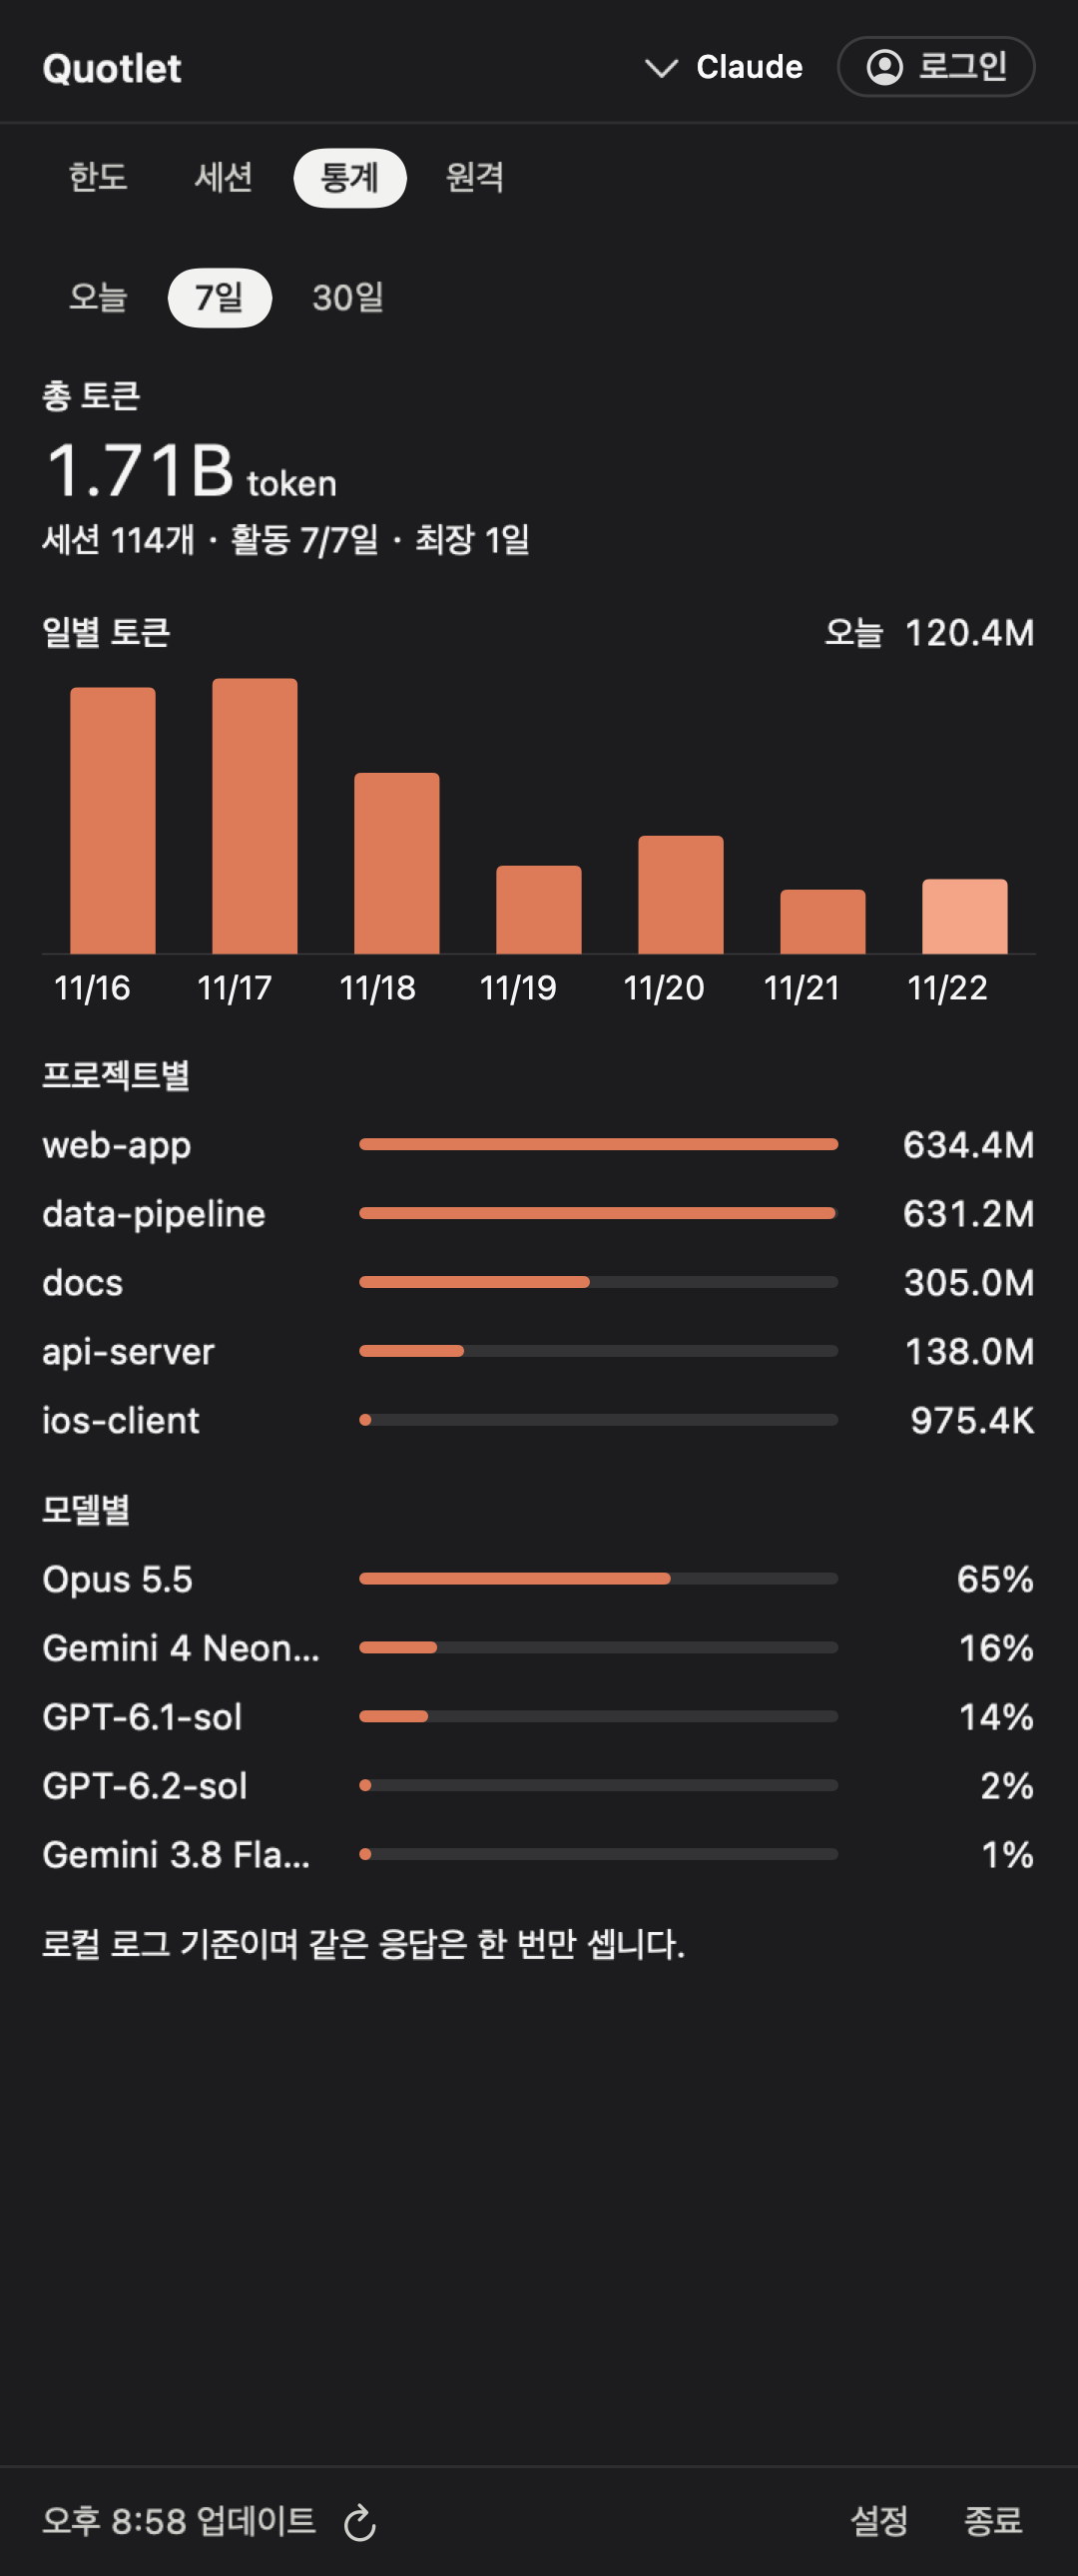 Quotlet
Claude
로그인
한도 세션 통계 원격
오늘 7일 30일
총 토큰
1.71B token
세션 114개 · 활동 7/7일 · 최장 1일
일별 토큰 오늘 120.4M
11/16 11/17 11/18 11/19 11/20 11/21 11/22
프로젝트별
web-app 634.4M
data-pipeline 631.2M
docs 305.0M
api-server 138.0M
ios-client 975.4K
모델별
Opus 5.5 65%
Gemini 4 Neon... 16%
GPT-6.1-sol 14%
GPT-6.2-sol 2%
Gemini 3.8 Fla... 1%
로컬 로그 기준이며 같은 응답은 한 번만 셉니다.
오후 8:58 업데이트 설정 종료